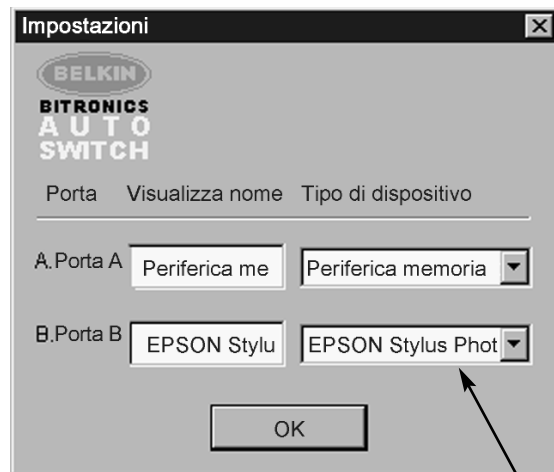 Impostazioni
BELKIN
BITRONICS
AUTO
SWITCH
Porta Visualizza nome Tipo di dispositivo
A.Porta A Periferica me Periferica memoria
B.Porta B EPSON Stylu EPSON Stylus Phot
OK